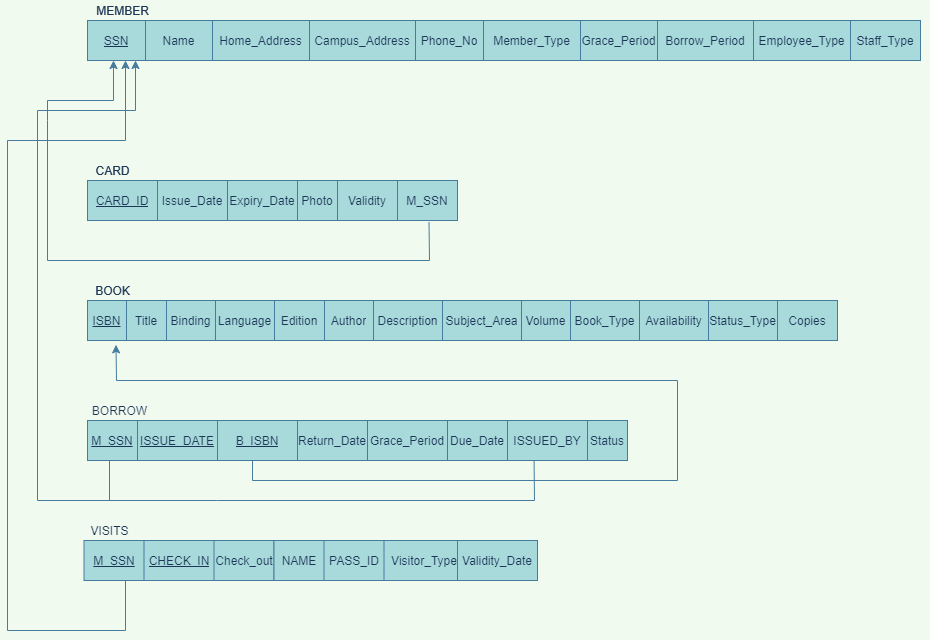 MEMBER
SSN Name Home_Address Campus_Address Phone_No Member_Type Grace_Period Borrow_Period Employee_Type Staff_Type
CARD
CARD_ID Issue_Date Expiry_Date Photo Validity M_SSN
BOOK
ISBN Title Binding Language Edition Author Description Subject_Area Volume Book_Type Availability Status_Type Copies
BORROW
M_SSN ISSUE_DATE B_ISBN Return_Date Grace_Period Due_Date ISSUED_BY Status
VISITS
M_SSN CHECK_IN Check_out NAME PASS_ID Visitor_Type Validity_Date